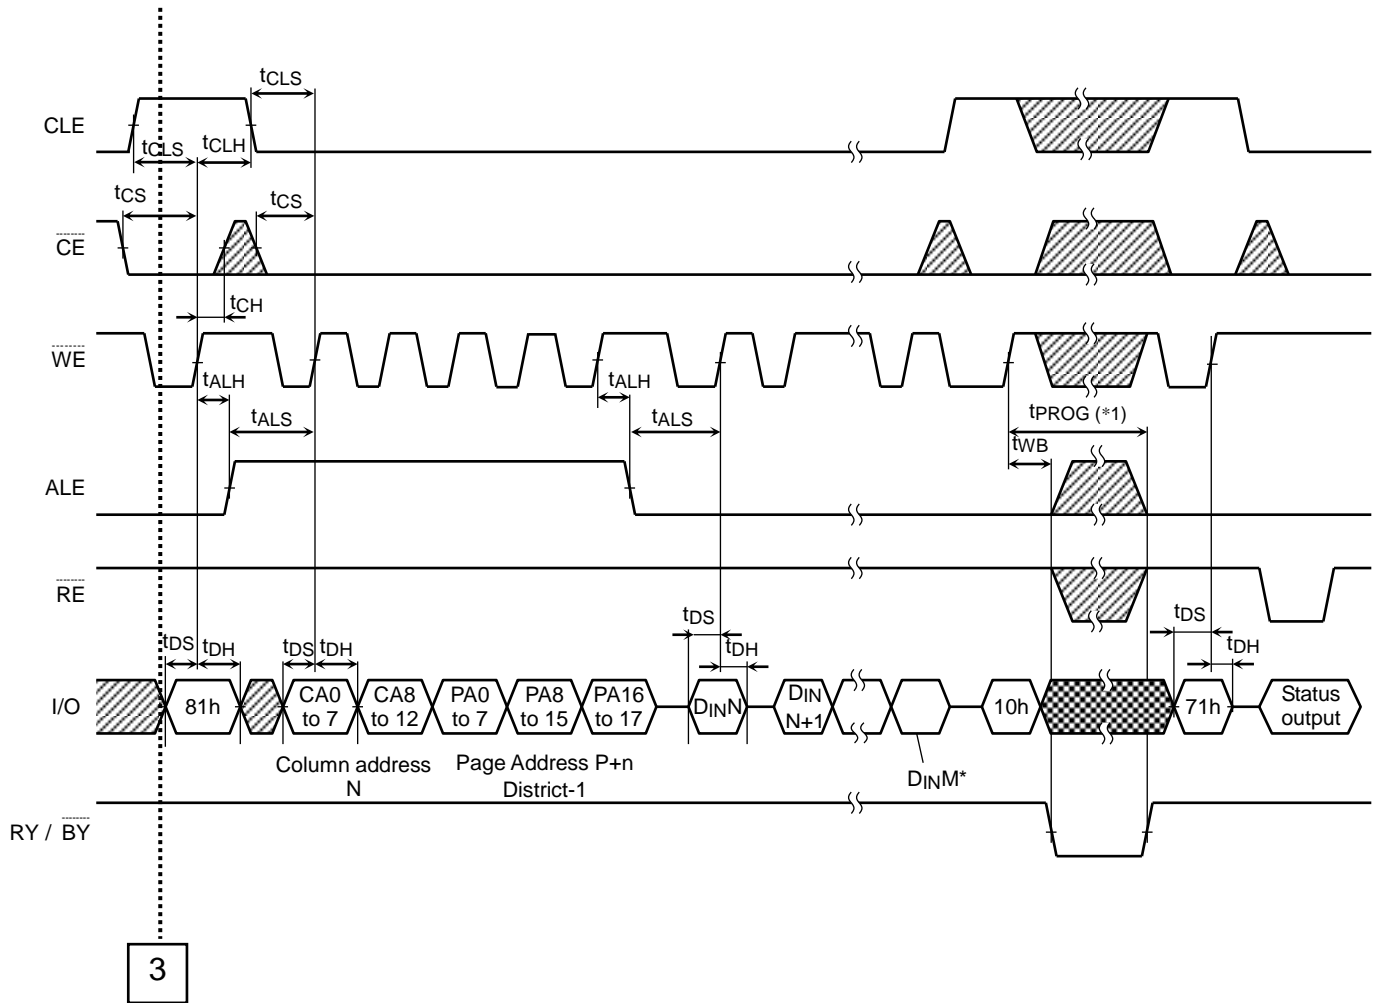 tCLS
CLE
tCLS tCLH
tCS tCS
CE
tCH
WE
tALH tALH
tALS tALS
tPROG (*1)
tWB
ALE
RE
tDS tDH tDS tDH tDS tDH tDS tDH
I/O
81h
CA0 to 7
CA8 to 12
PA0 to 7
PA8 to 15
PA16 to 17
DINN
DIN N+1
10h
71h
Status output
Column address
N
Page Address P+n
District-1
DINM*
RY / BY
3